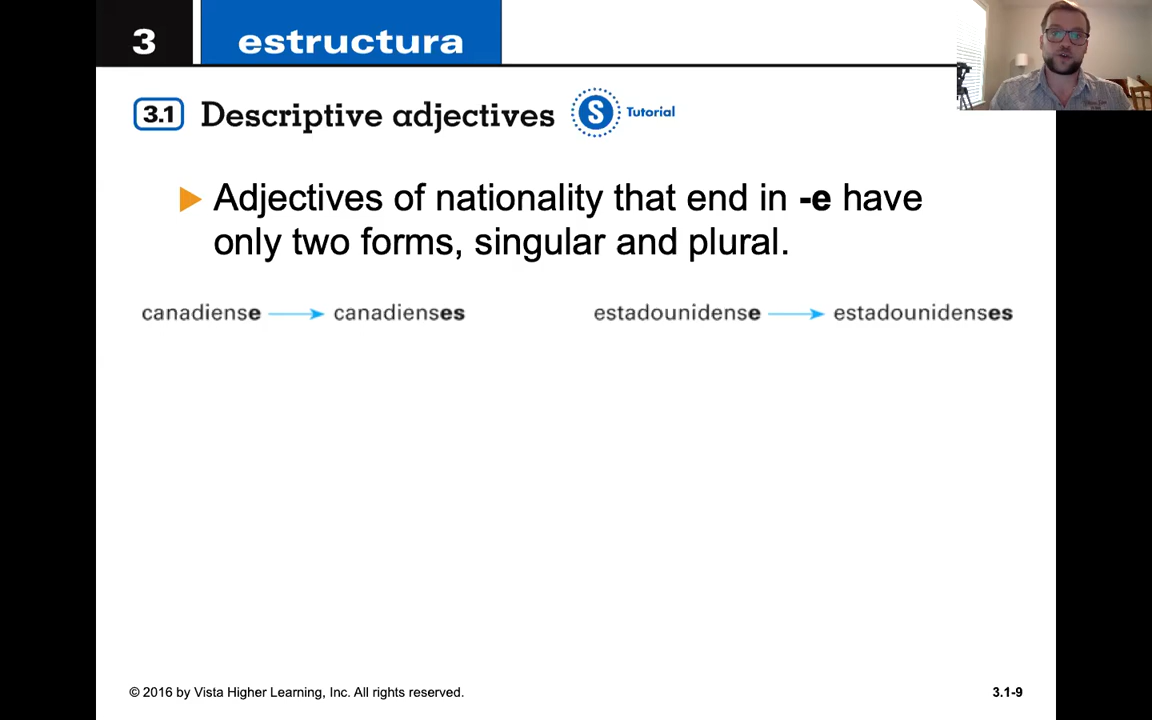 3 estructura
3.1 Descriptive adjectives S Tutorial
Adjectives of nationality that end in -e have
only two forms, singular and plural.
canadiense canadienses estadounidense estadounidenses
© 2016 by Vista Higher Learning, Inc. All rights reserved. 3.1-9